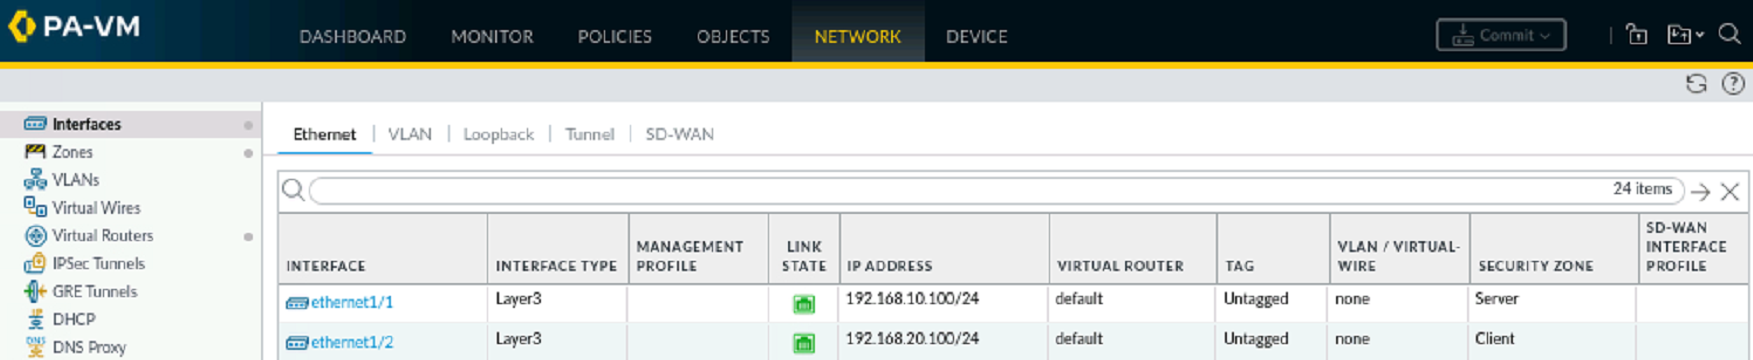 PA-VM
DASHBOARD MONITOR POLICIES OBJECTS NETWORK DEVICE Commit
Interfaces
Zones
VLANs
Virtual Wires
Virtual Routers
IPSec Tunnels
GRE Tunnels
DHCP
DNS DNS Proxy
Ethernet VLAN Loopback Tunnel SD-WAN
24 items
INTERFACE INTERFACE TYPE MANAGEMENT PROFILE LINK STATE IP ADDRESS VIRTUAL ROUTER TAG VLAN / VIRTUAL-WIRE SECURITY ZONE SD-WAN INTERFACE PROFILE
ethernet1/1 Layer3 192.168.10.100/24 default Untagged none Server
ethernet1/2 Layer3 192.168.20.100/24 default Untagged none Client